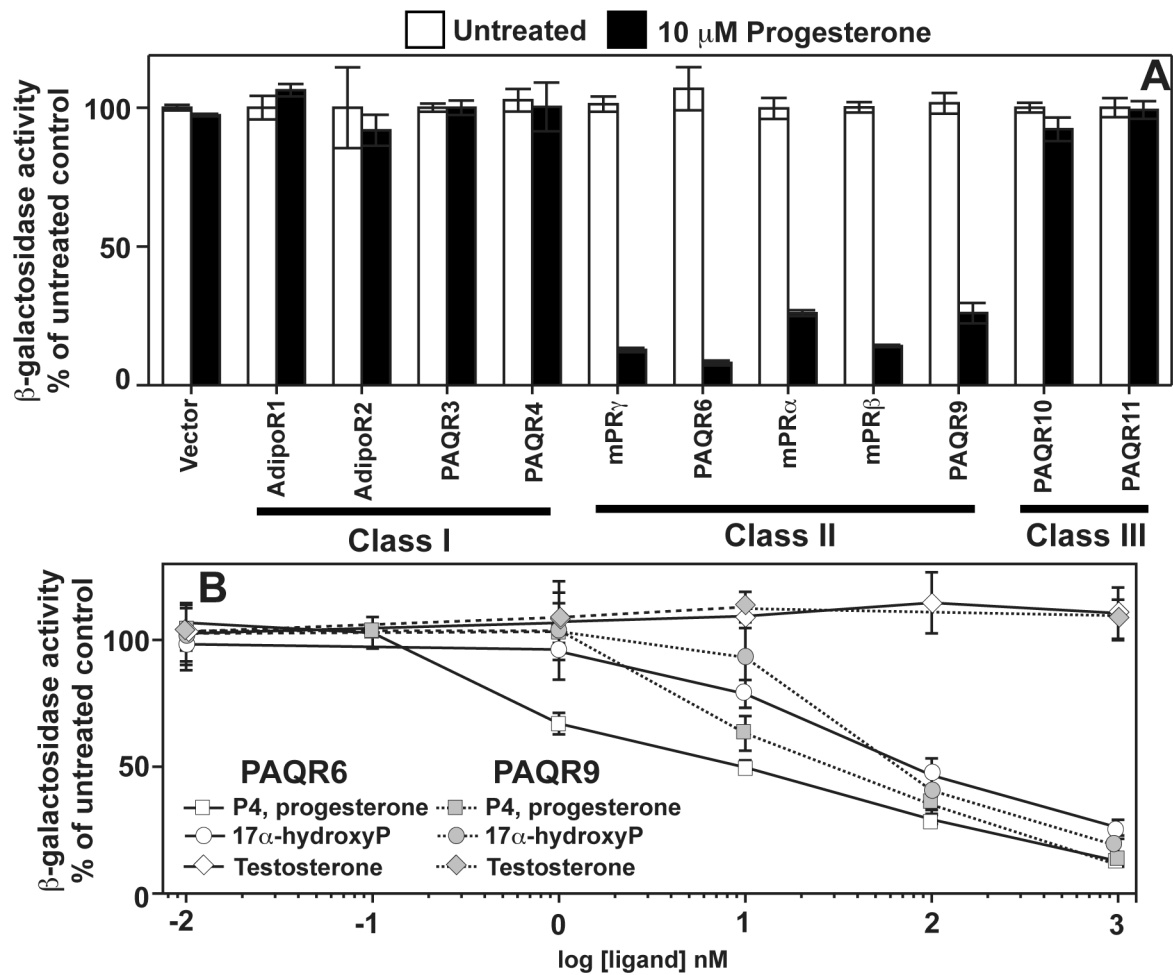 Untreated 10 μM Progesterone
A
β-galactosidase activity
% of untreated control
100
50
0
Vector
AdipoR1
AdipoR2
PAQR3
PAQR4
mPRγ
PAQR6
mPRα
mPRβ
PAQR9
PAQR10
PAQR11
Class I
Class II
Class III
B
β-galactosidase activity
% of untreated control
100
50
0
PAQR6 PAQR9
P4, progesterone P4, progesterone
17α-hydroxyP 17α-hydroxyP
Testosterone Testosterone
-2 -1 0 1 2 3
log [ligand] nM